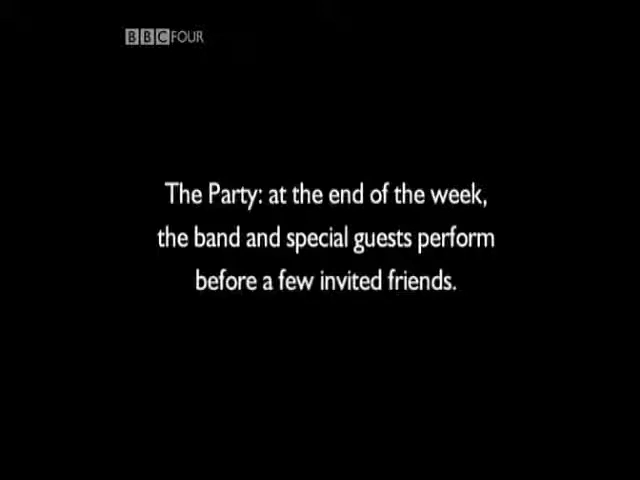 BBC FOUR
The Party: at the end of the week,
the band and special guests perform
before a few invited friends.